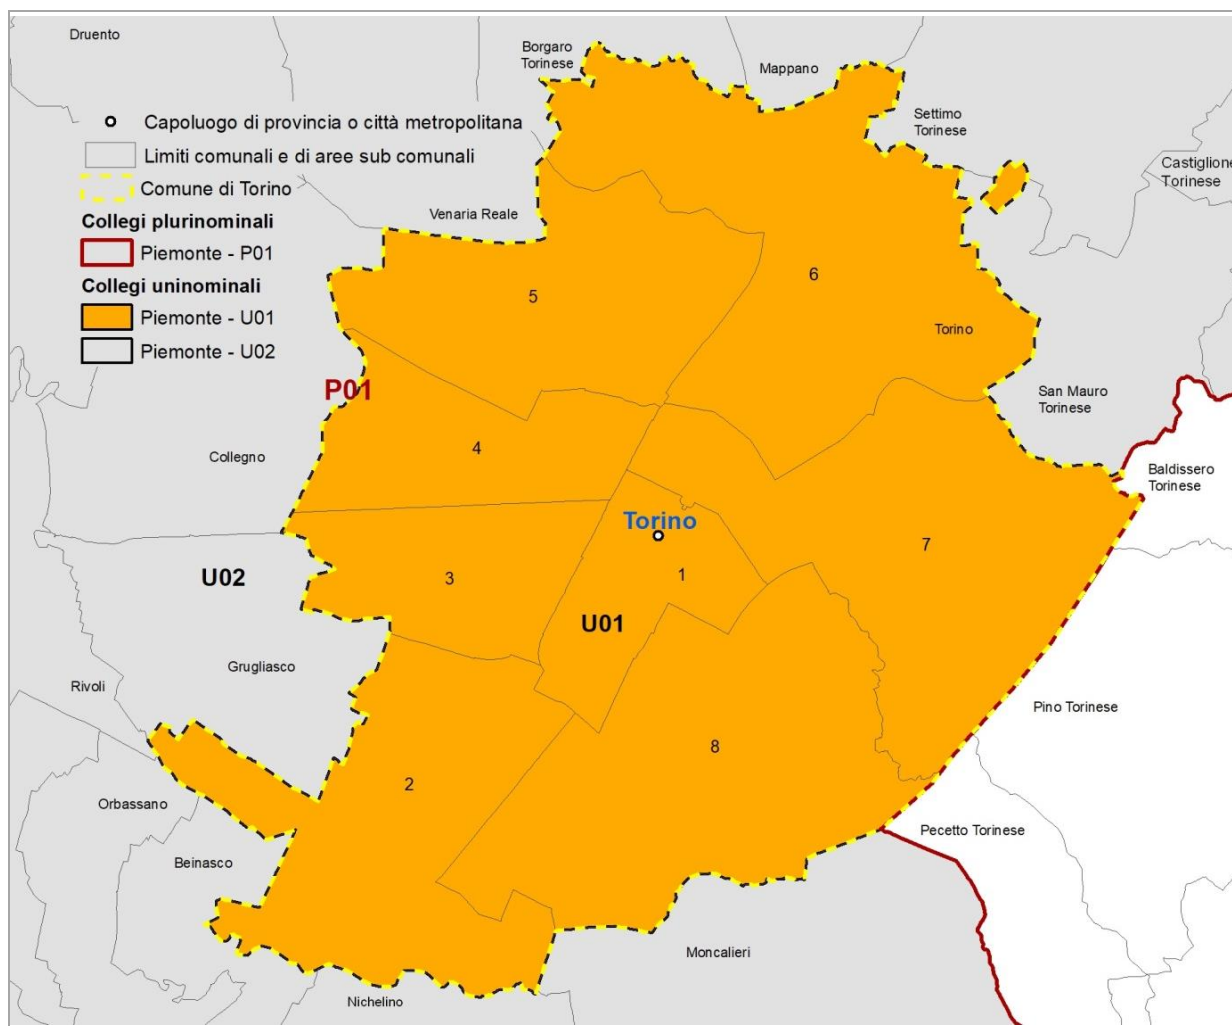 Druento
Borgaro
Torinese
Mappano
Settimo
Torinese
Castiglione
Torinese
Capoluogo di provincia o città metropolitana
Limiti comunali e di aree sub comunali
Comune di Torino
Collegi plurinominali
Piemonte - P01
Collegi uninominali
Piemonte - U01
Piemonte - U02
Venaria Reale
5
6
Torino
San Mauro
Torinese
P01
Collegno
4
Baldissero
Torinese
Torino
7
U02
3
1
U01
Grugliasco
Rivoli
Pino Torinese
8
2
Orbassano
Pecetto Torinese
Beinasco
Moncalieri
Nichelino